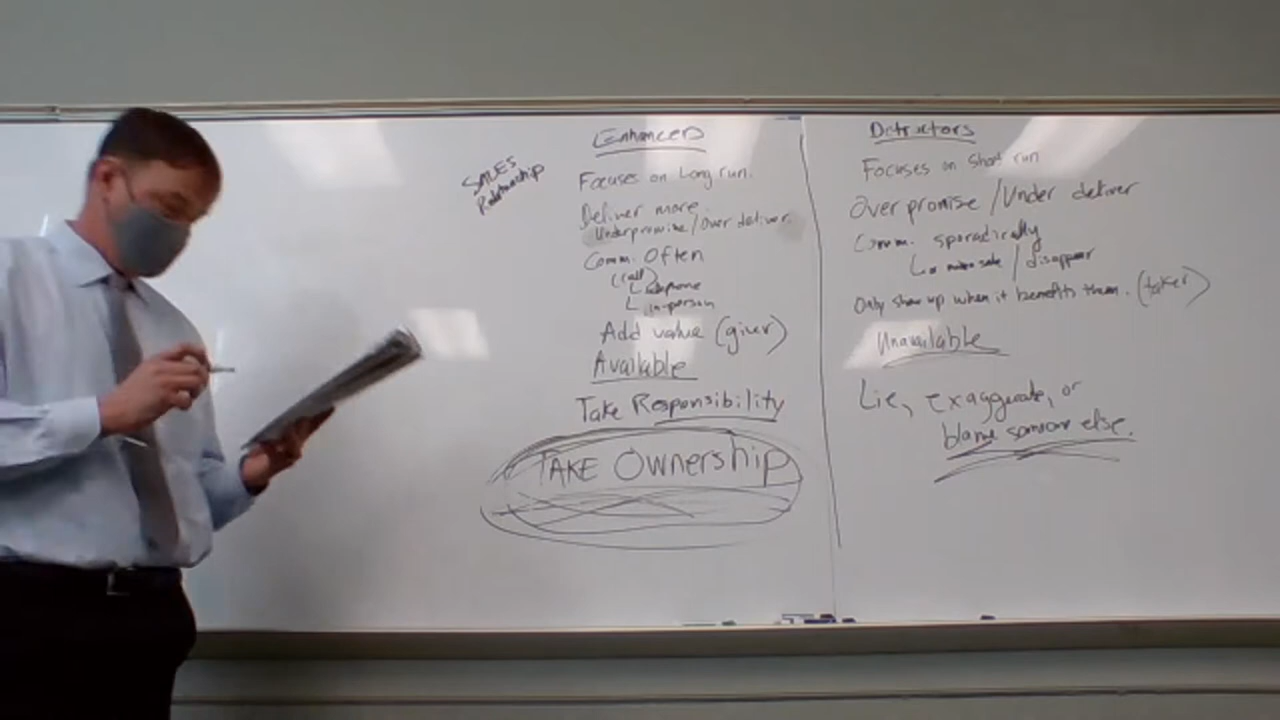 SALES
Relationship
Enhancers
Focuses on Long run.
Deliver more.
Underpromise/Over deliver.
Comm. Often
(call)
in-person
Add value (giver)
Available
Take Responsibility
TAKE Ownership
Detractors
Focuses on short run
Over promise/Under deliver
Comm. sporadically
sale/disappear
Only show up when it benefits them. (taker)
Unavailable
Lie, exaggerate, or
blame someone else.